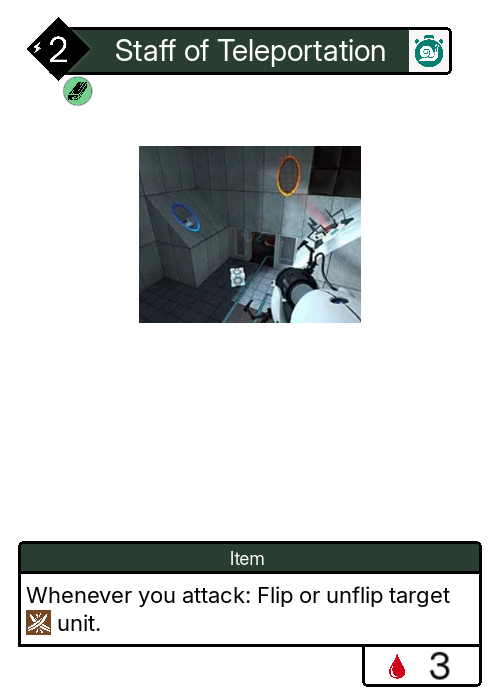 2
Staff of Teleportation
Item
Whenever you attack: Flip or unflip target
unit.
3